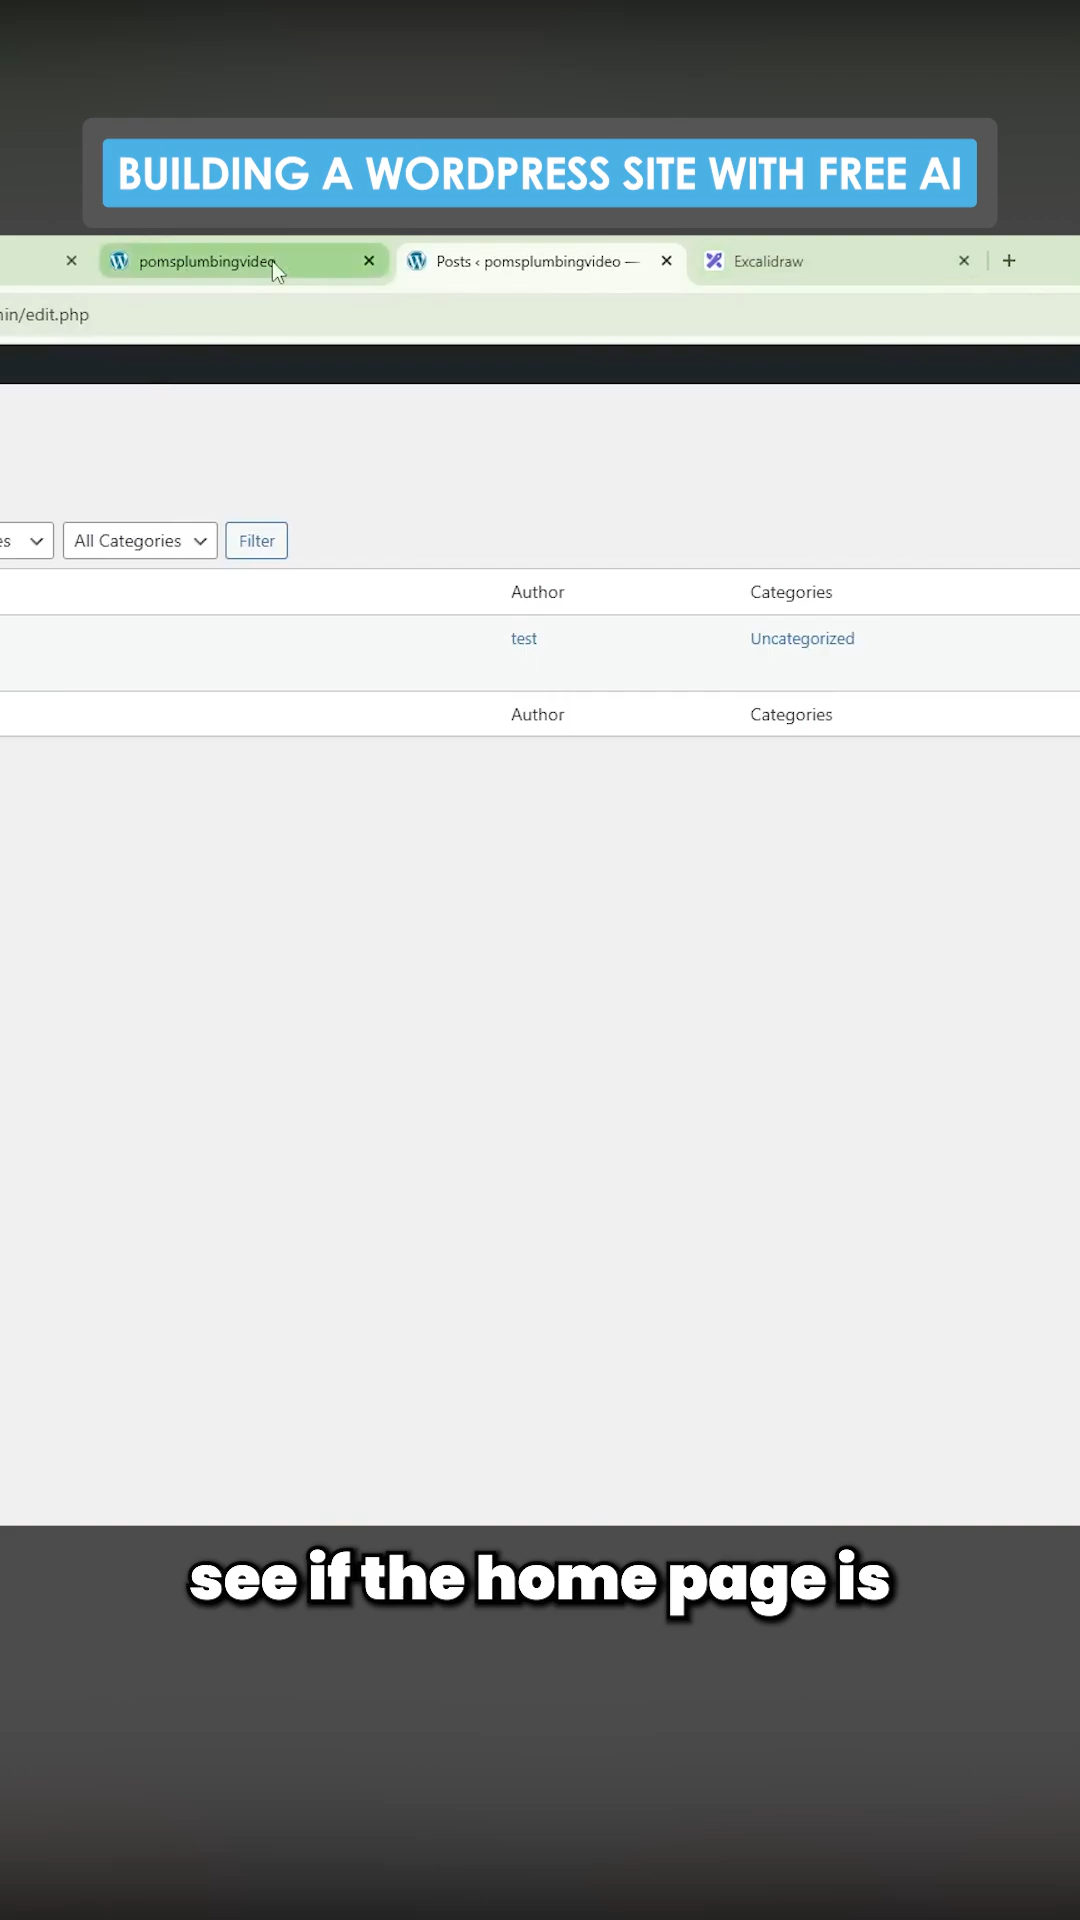 BUILDING A WORDPRESS SITE WITH FREE AI
pomsplumbingvideo
Posts ‹ pomsplumbingvideo —
Excalidraw
in/edit.php
es
All Categories
Filter
Author
Categories
test
Uncategorized
Author
Categories
see if the home page is